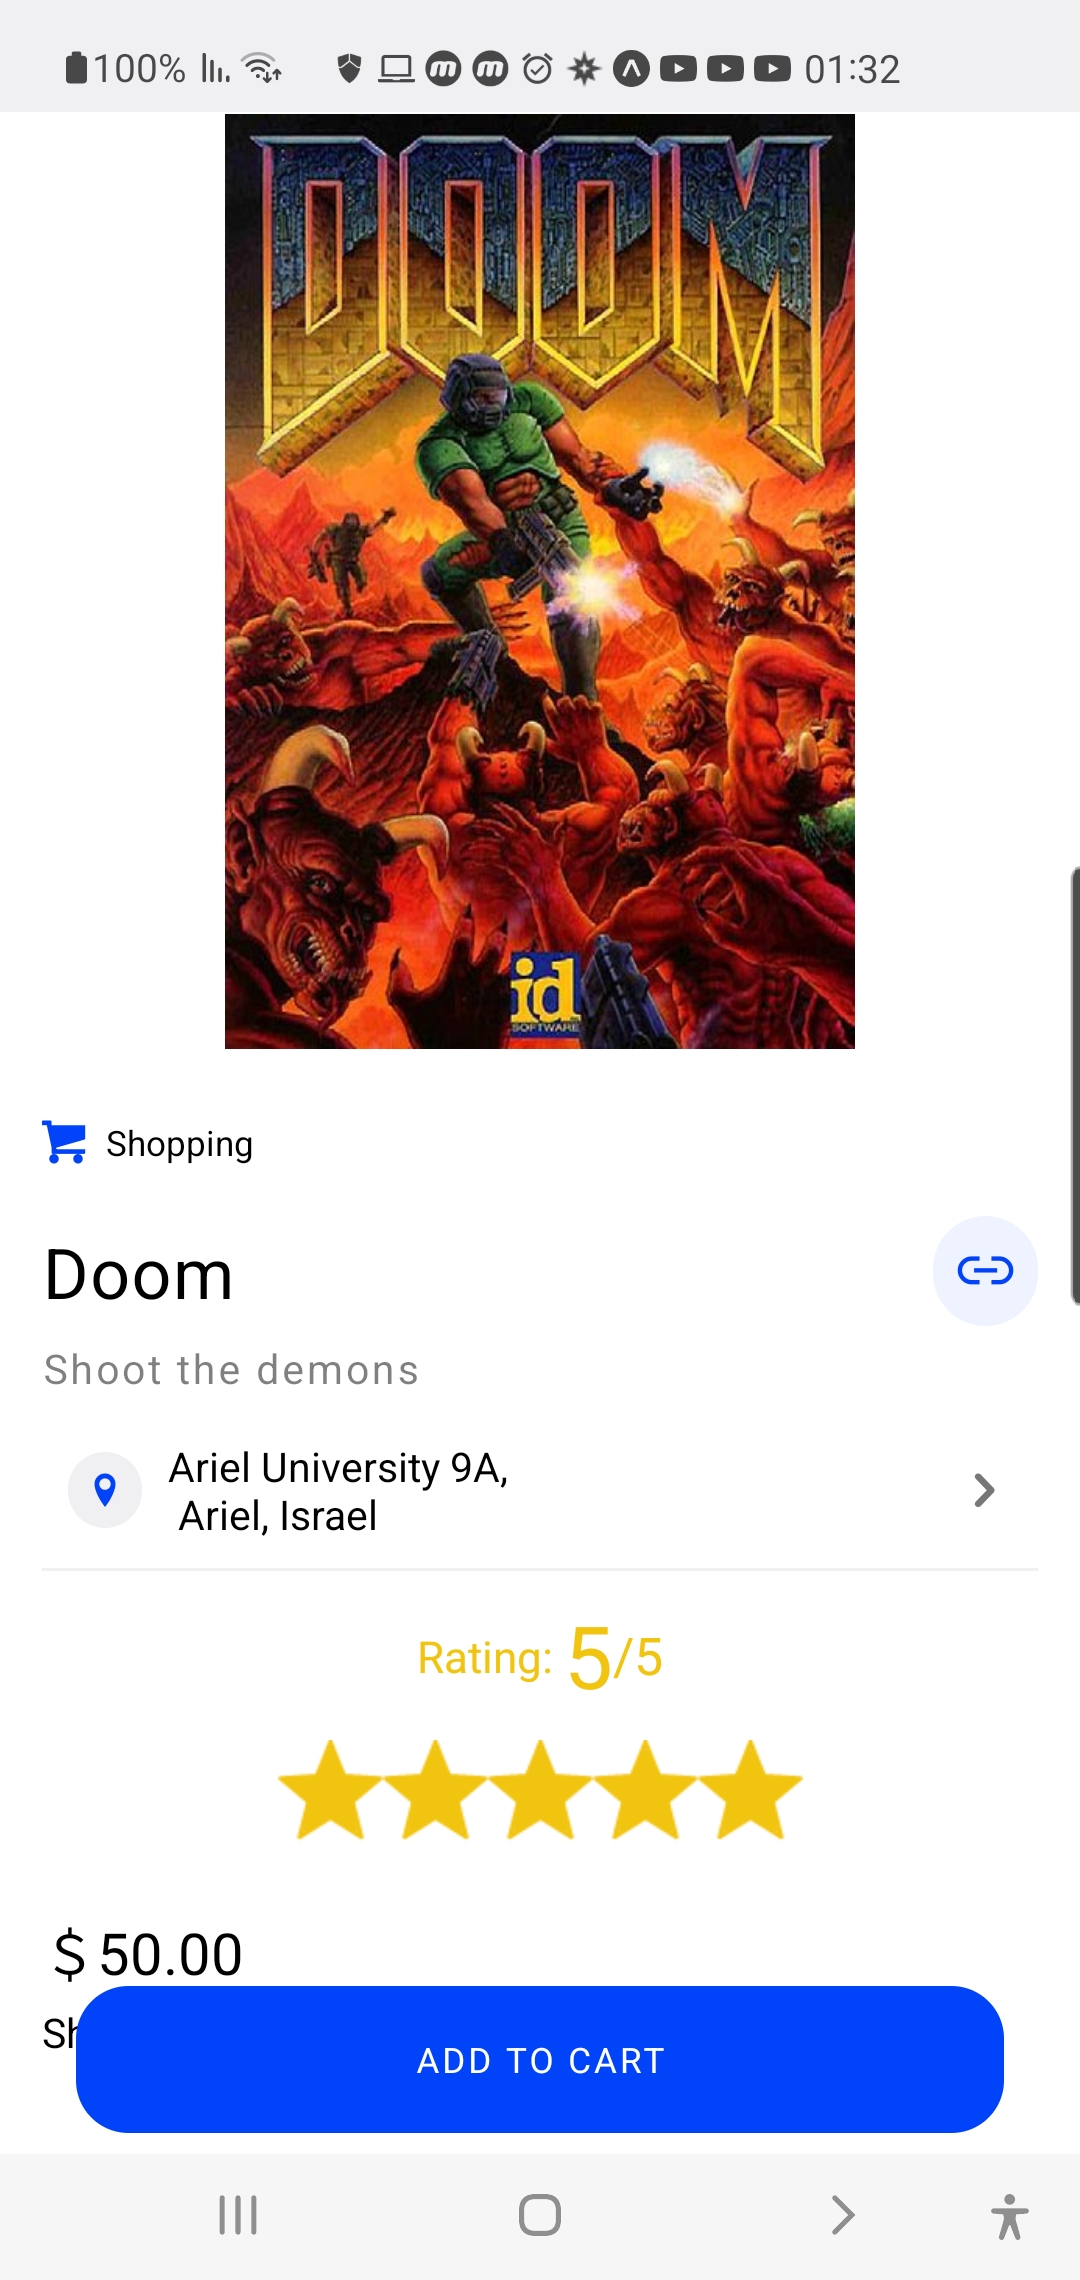 100% 01:32
DOOM
id
SOFTWARE
Shopping
Doom
Shoot the demons
Ariel University 9A,
Ariel, Israel
Rating: 5/5
$ 50.00
Sh
ADD TO CART